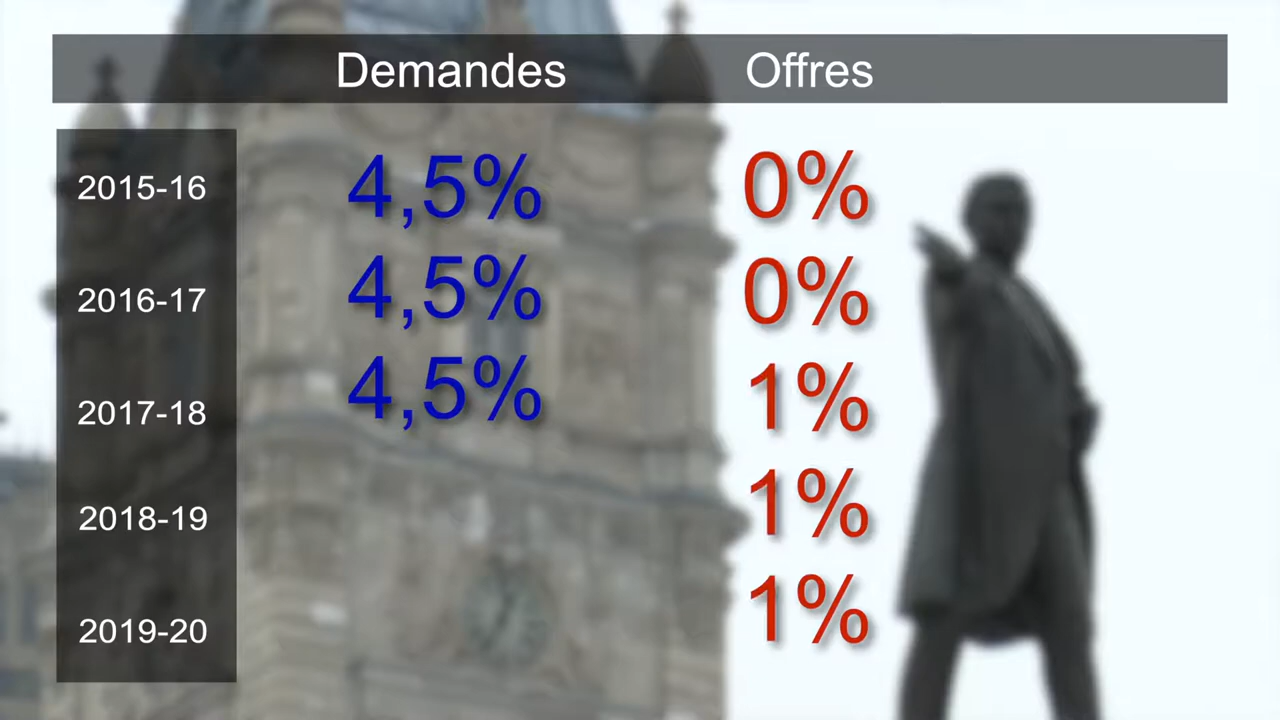 Demandes Offres
2015-16 4,5% 0%
2016-17 4,5% 0%
2017-18 4,5% 1%
2018-19 1%
2019-20 1%